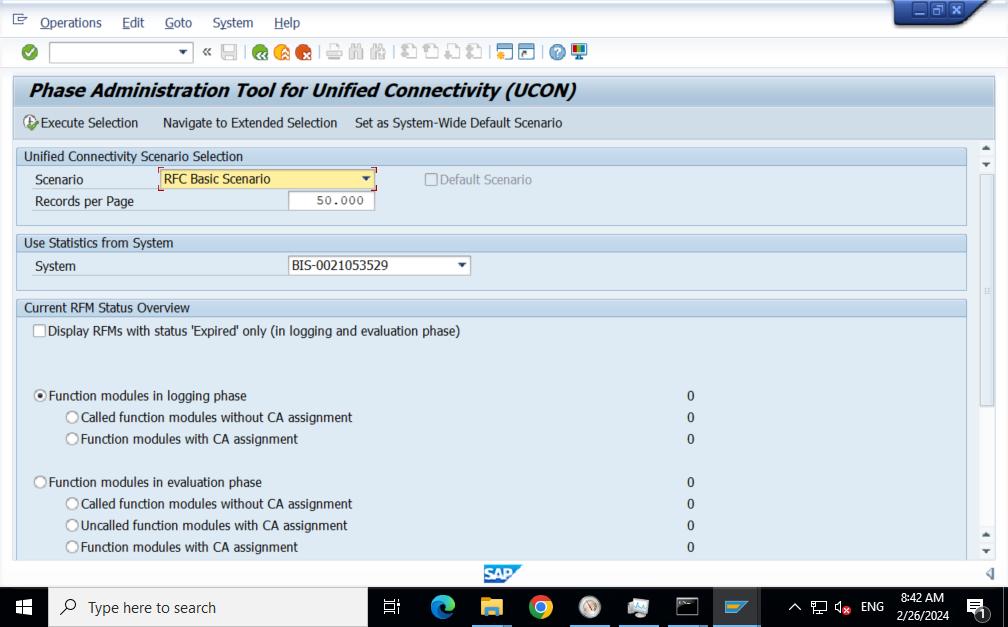 Operations Edit Goto System Help
Phase Administration Tool for Unified Connectivity (UCON)
Execute Selection Navigate to Extended Selection Set as System-Wide Default Scenario
Unified Connectivity Scenario Selection
Scenario RFC Basic Scenario Default Scenario
Records per Page 50.000
Use Statistics from System
System BIS-0021053529
Current RFM Status Overview
Display RFMs with status 'Expired' only (in logging and evaluation phase)
Function modules in logging phase 0
Called function modules without CA assignment 0
Function modules with CA assignment 0
Function modules in evaluation phase 0
Called function modules without CA assignment 0
Uncalled function modules with CA assignment 0
Function modules with CA assignment 0
SAP
Type here to search ENG 8:42 AM
2/26/2024 1